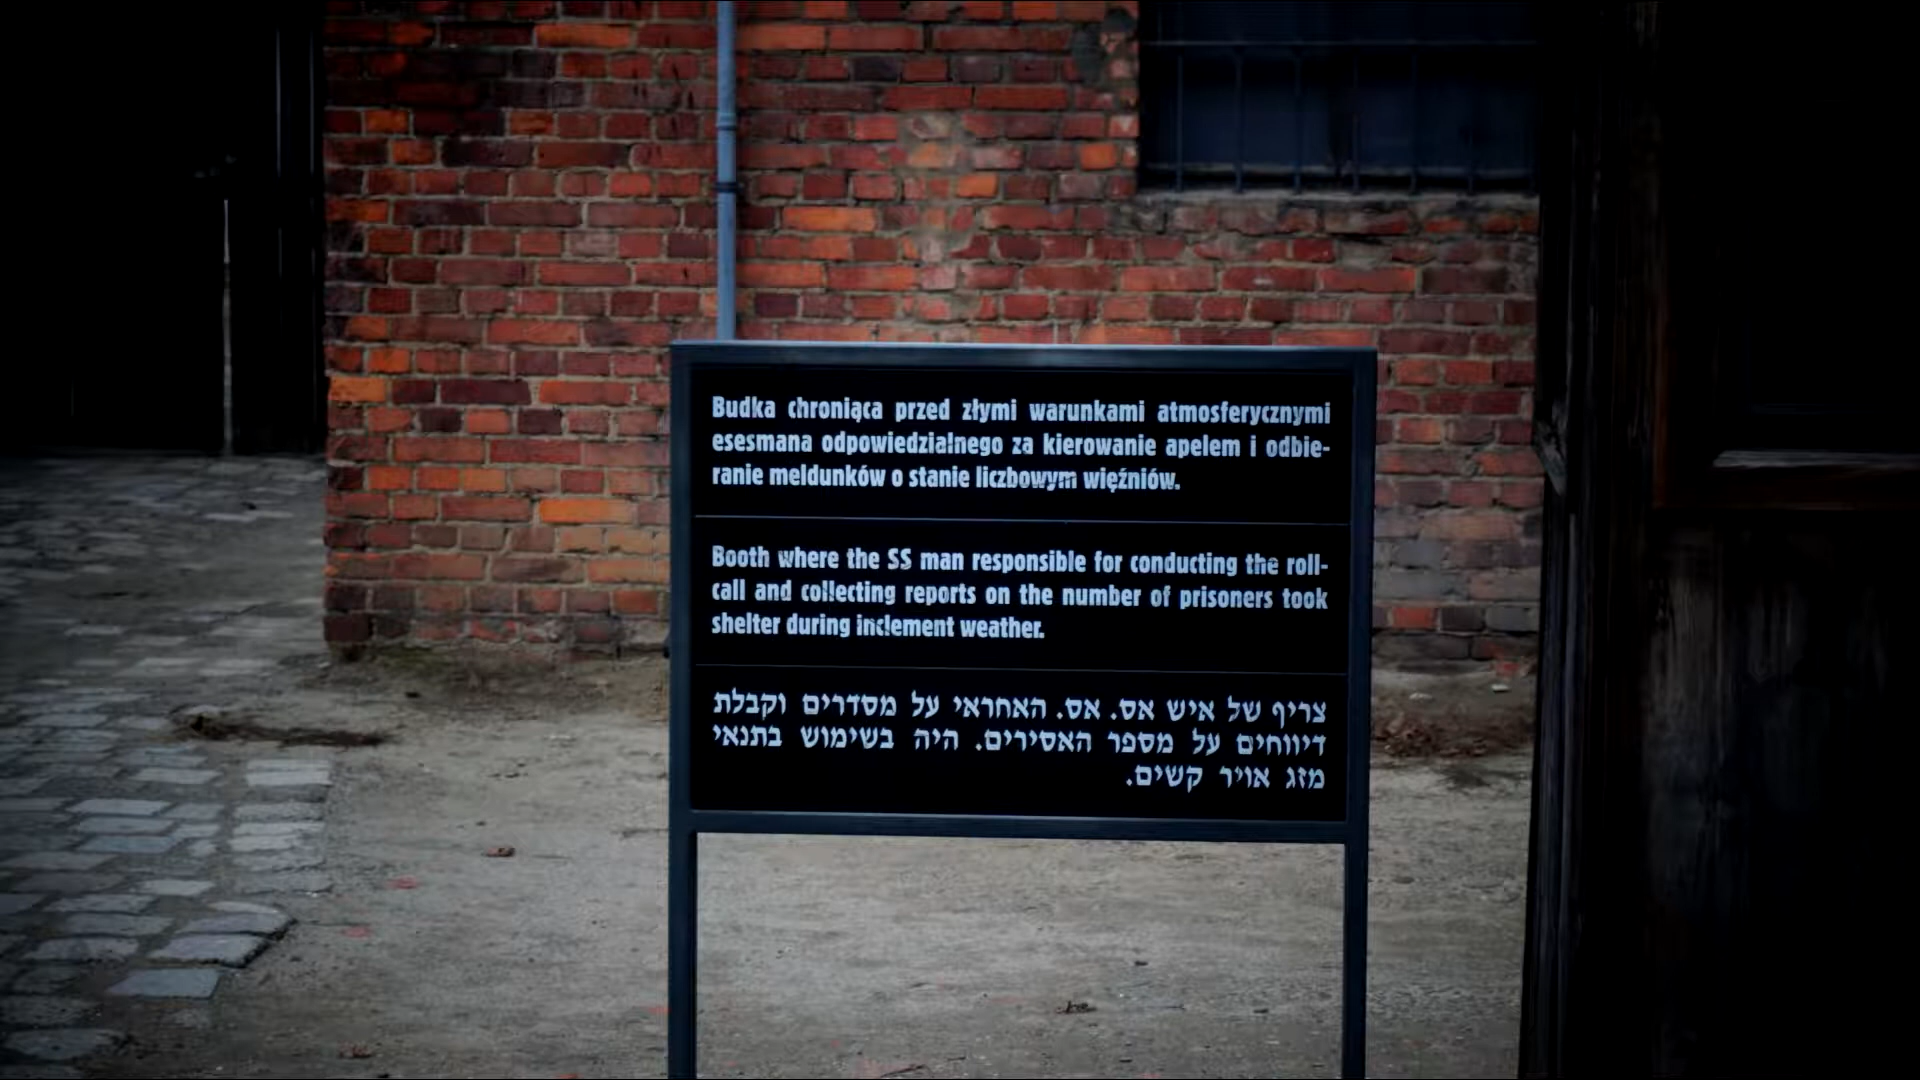 Budka chroniąca przed złymi warunkami atmosferycznymi
esesmana odpowiedzialnego za kierowanie apelem i odbie-
ranie meldunków o stanie liczbowym więźniów.
Booth where the SS man responsible for conducting the roll-
call and collecting reports on the number of prisoners took
shelter during inclement weather.
צריף של איש אס. אס. האחראי על מסדרים וקבלת
דיווחים על מספר האסירים. היה בשימוש בתנאי
מזג אויר קשים.